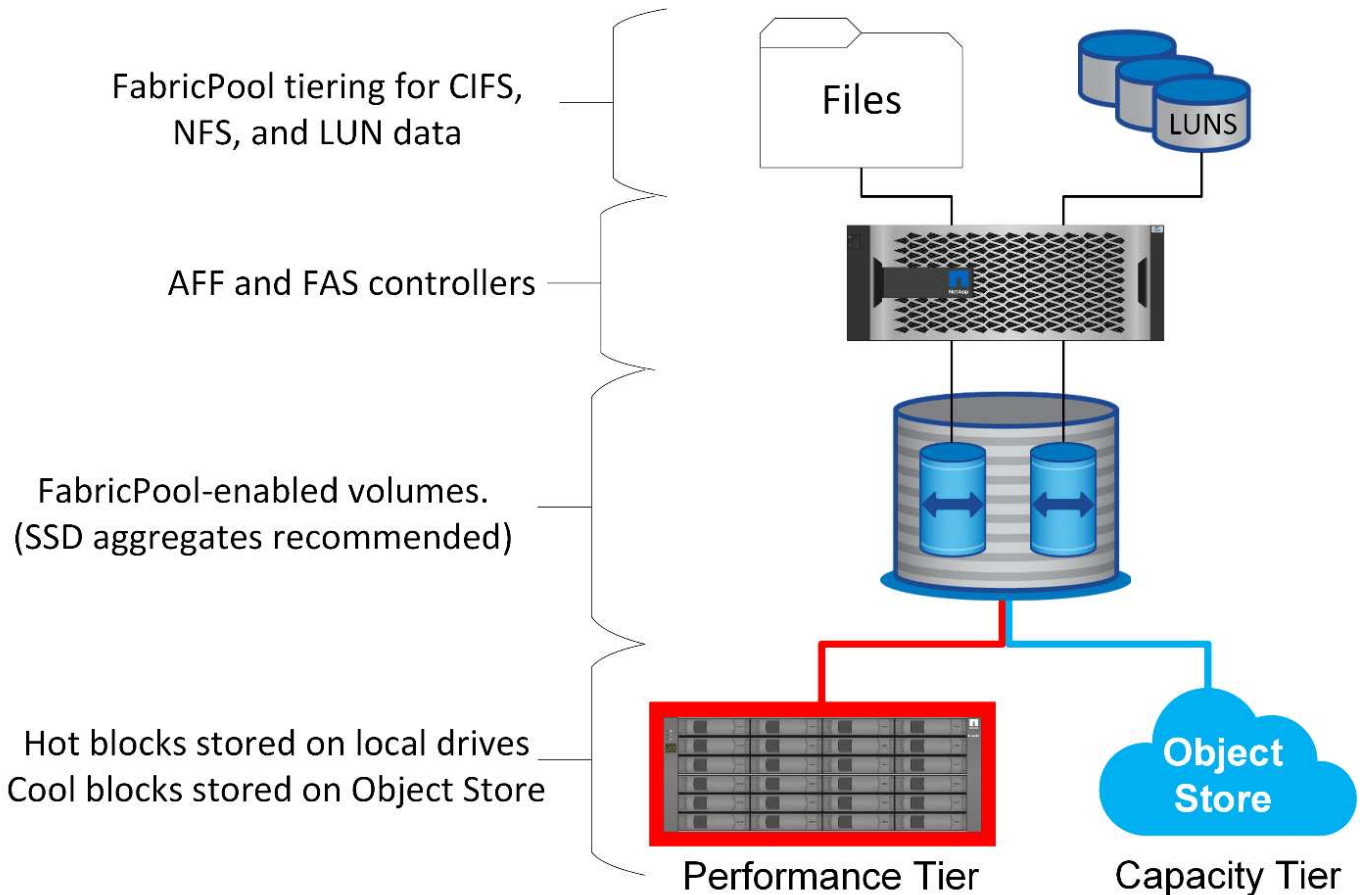 FabricPool tiering for CIFS,
NFS, and LUN data
Files
LUNS
AFF and FAS controllers
NetApp
FabricPool-enabled volumes.
(SSD aggregates recommended)
Hot blocks stored on local drives
Cool blocks stored on Object Store
Object
Store
Performance Tier
Capacity Tier